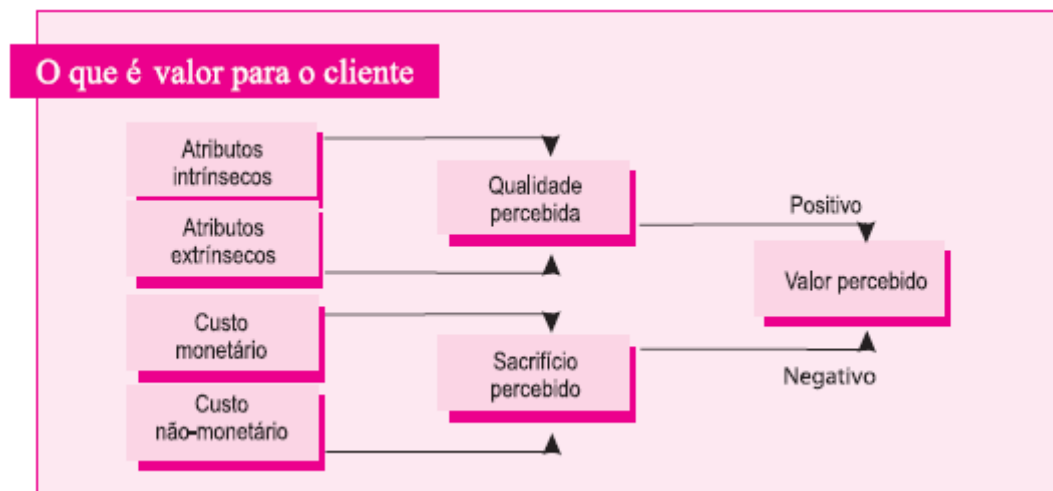 O que é valor para o cliente
Atributos
intrínsecos
Atributos
extrínsecos
Custo
monetário
Custo
não-monetário
Qualidade
percebida
Sacrifício
percebido
Positivo
Valor percebido
Negativo